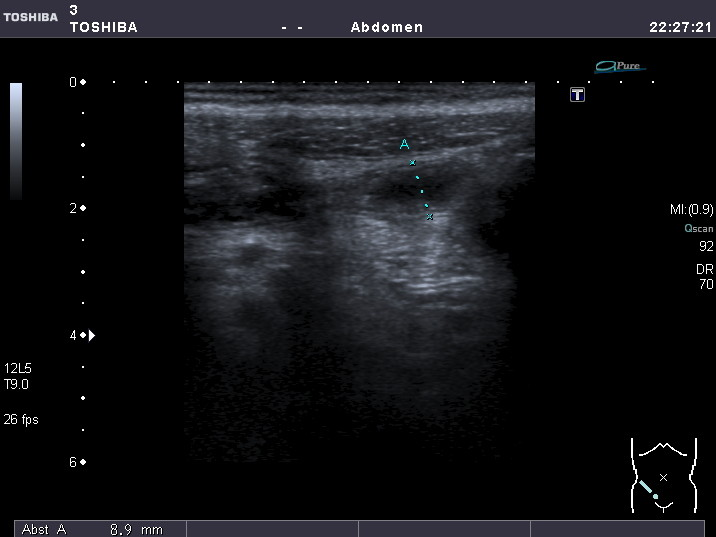 TOSHIBA
3
TOSHIBA - - Abdomen 22:27:21
aPure
T
0
A
2
MI:(0.9)
Qscan
92
DR
70
4
12L5
T9.0
26 fps
6
Abst A 8.9 mm